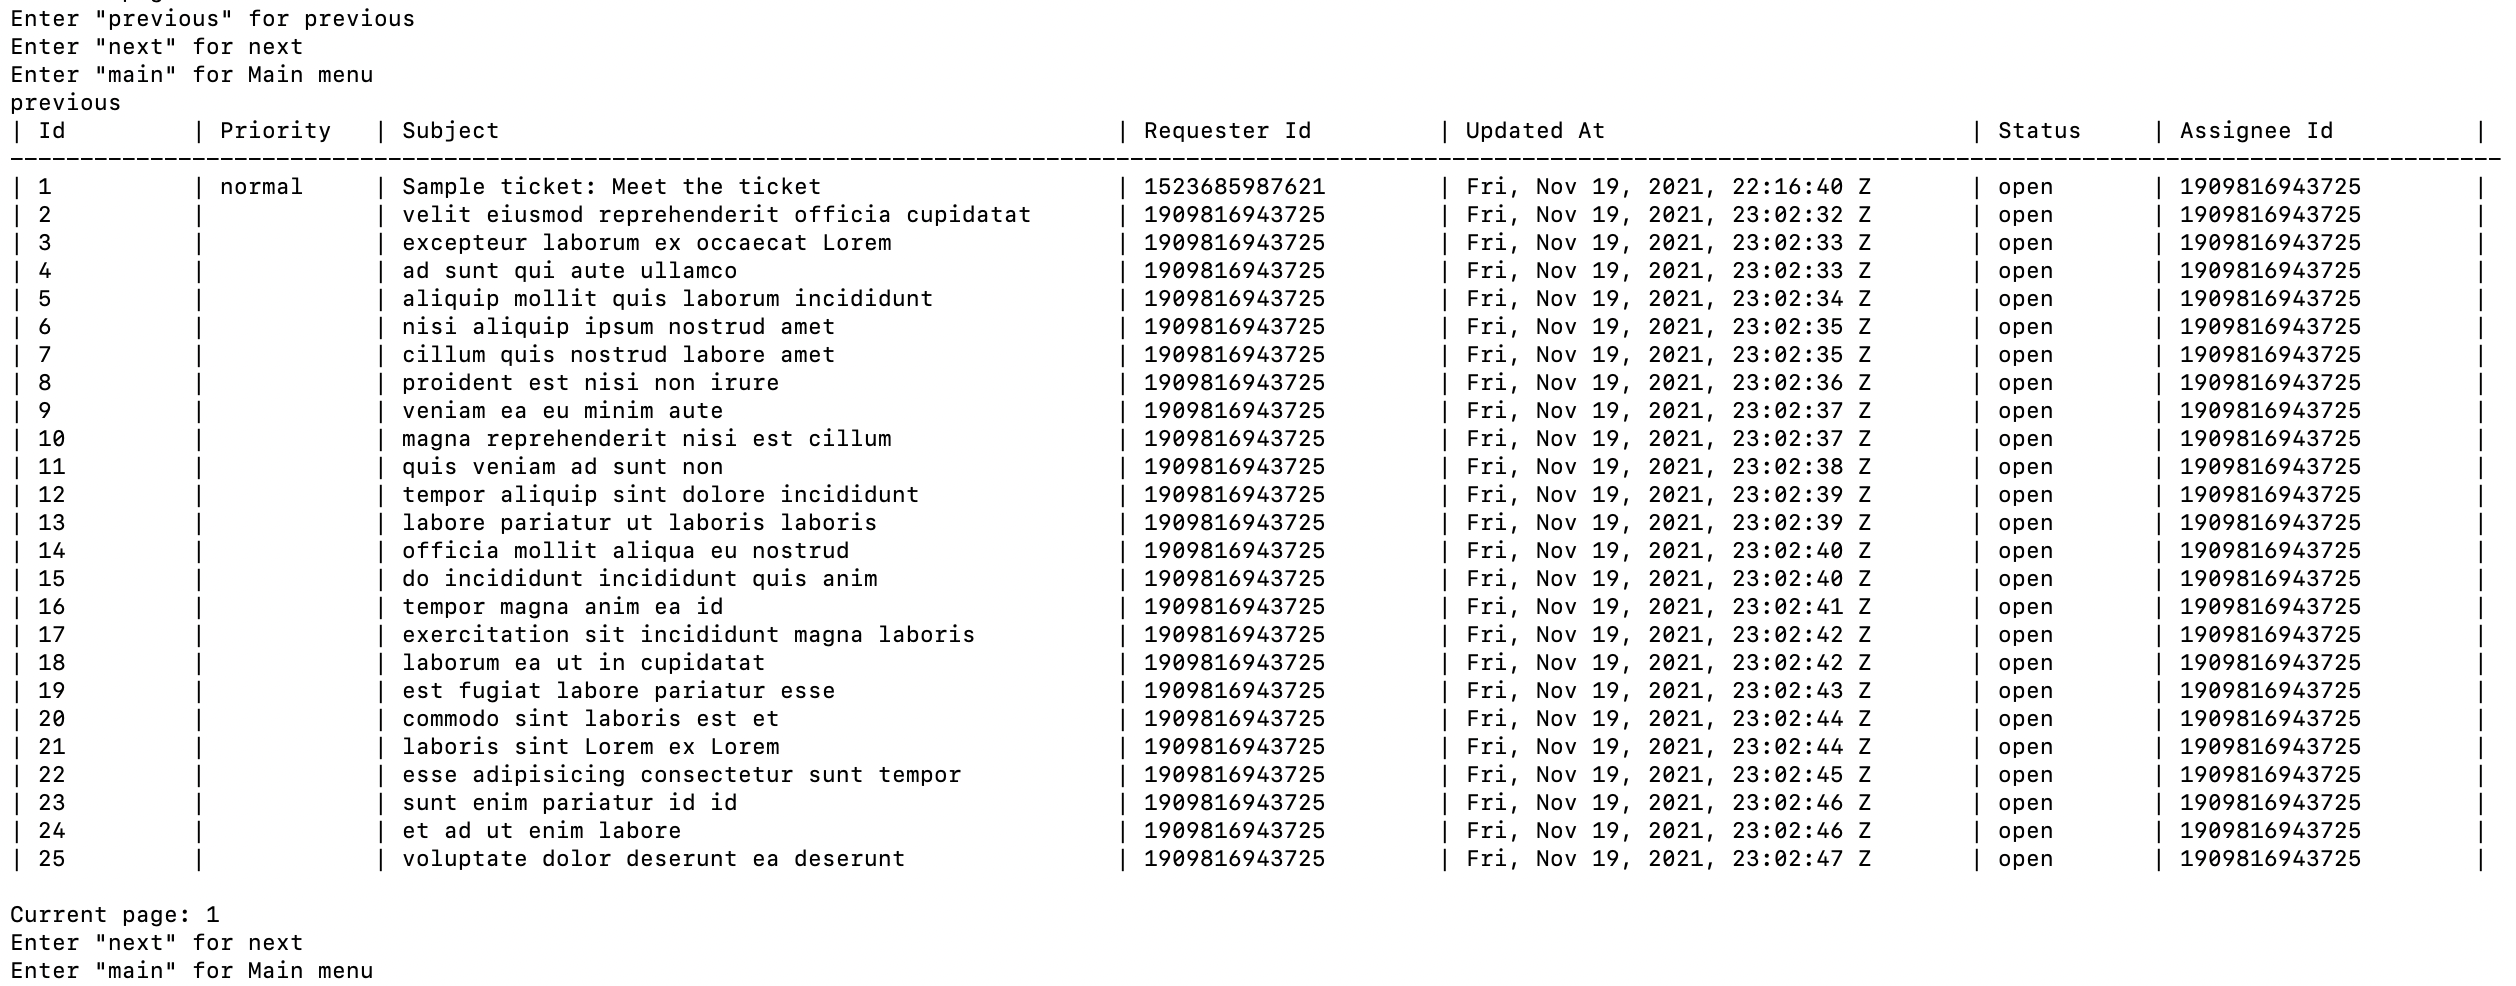 Enter "previous" for previous
Enter "next" for next
Enter "main" for Main menu
previous
| Id | Priority | Subject | Requester Id | Updated At | Status | Assignee Id |
| 1 | normal | Sample ticket: Meet the ticket | 1523685987621 | Fri, Nov 19, 2021, 22:16:40 Z | open | 1909816943725 |
| 2 | | velit eiusmod reprehenderit officia cupidatat | 1909816943725 | Fri, Nov 19, 2021, 23:02:32 Z | open | 1909816943725 |
| 3 | | excepteur laborum ex occaecat Lorem | 1909816943725 | Fri, Nov 19, 2021, 23:02:33 Z | open | 1909816943725 |
| 4 | | ad sunt qui aute ullamco | 1909816943725 | Fri, Nov 19, 2021, 23:02:33 Z | open | 1909816943725 |
| 5 | | aliquip mollit quis laborum incididunt | 1909816943725 | Fri, Nov 19, 2021, 23:02:34 Z | open | 1909816943725 |
| 6 | | nisi aliquip ipsum nostrud amet | 1909816943725 | Fri, Nov 19, 2021, 23:02:35 Z | open | 1909816943725 |
| 7 | | cillum quis nostrud labore amet | 1909816943725 | Fri, Nov 19, 2021, 23:02:35 Z | open | 1909816943725 |
| 8 | | proident est nisi non irure | 1909816943725 | Fri, Nov 19, 2021, 23:02:36 Z | open | 1909816943725 |
| 9 | | veniam ea eu minim aute | 1909816943725 | Fri, Nov 19, 2021, 23:02:37 Z | open | 1909816943725 |
| 10 | | magna reprehenderit nisi est cillum | 1909816943725 | Fri, Nov 19, 2021, 23:02:37 Z | open | 1909816943725 |
| 11 | | quis veniam ad sunt non | 1909816943725 | Fri, Nov 19, 2021, 23:02:38 Z | open | 1909816943725 |
| 12 | | tempor aliquip sint dolore incididunt | 1909816943725 | Fri, Nov 19, 2021, 23:02:39 Z | open | 1909816943725 |
| 13 | | labore pariatur ut laboris laboris | 1909816943725 | Fri, Nov 19, 2021, 23:02:39 Z | open | 1909816943725 |
| 14 | | officia mollit aliqua eu nostrud | 1909816943725 | Fri, Nov 19, 2021, 23:02:40 Z | open | 1909816943725 |
| 15 | | do incididunt incididunt quis anim | 1909816943725 | Fri, Nov 19, 2021, 23:02:40 Z | open | 1909816943725 |
| 16 | | tempor magna anim ea id | 1909816943725 | Fri, Nov 19, 2021, 23:02:41 Z | open | 1909816943725 |
| 17 | | exercitation sit incididunt magna laboris | 1909816943725 | Fri, Nov 19, 2021, 23:02:42 Z | open | 1909816943725 |
| 18 | | laborum ea ut in cupidatat | 1909816943725 | Fri, Nov 19, 2021, 23:02:42 Z | open | 1909816943725 |
| 19 | | est fugiat labore pariatur esse | 1909816943725 | Fri, Nov 19, 2021, 23:02:43 Z | open | 1909816943725 |
| 20 | | commodo sint laboris est et | 1909816943725 | Fri, Nov 19, 2021, 23:02:44 Z | open | 1909816943725 |
| 21 | | laboris sint Lorem ex Lorem | 1909816943725 | Fri, Nov 19, 2021, 23:02:44 Z | open | 1909816943725 |
| 22 | | esse adipisicing consectetur sunt tempor | 1909816943725 | Fri, Nov 19, 2021, 23:02:45 Z | open | 1909816943725 |
| 23 | | sunt enim pariatur id id | 1909816943725 | Fri, Nov 19, 2021, 23:02:46 Z | open | 1909816943725 |
| 24 | | et ad ut enim labore | 1909816943725 | Fri, Nov 19, 2021, 23:02:46 Z | open | 1909816943725 |
| 25 | | voluptate dolor deserunt ea deserunt | 1909816943725 | Fri, Nov 19, 2021, 23:02:47 Z | open | 1909816943725 |
Current page: 1
Enter "next" for next
Enter "main" for Main menu